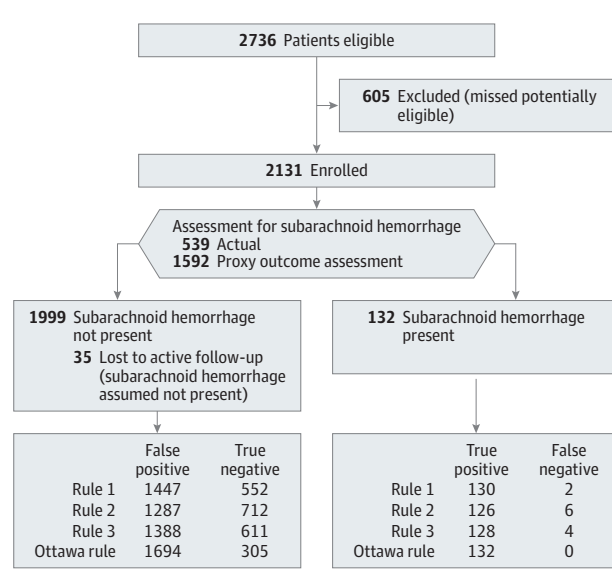 2736 Patients eligible
605 Excluded (missed potentially
eligible)
2131 Enrolled
Assessment for subarachnoid hemorrhage
539 Actual
1592 Proxy outcome assessment
1999 Subarachnoid hemorrhage
not present
35 Lost to active follow-up
(subarachnoid hemorrhage
assumed not present)
132 Subarachnoid hemorrhage
present
False True
positive negative
Rule 1 1447 552
Rule 2 1287 712
Rule 3 1388 611
Ottawa rule 1694 305
True False
positive negative
Rule 1 130 2
Rule 2 126 6
Rule 3 128 4
Ottawa rule 132 0